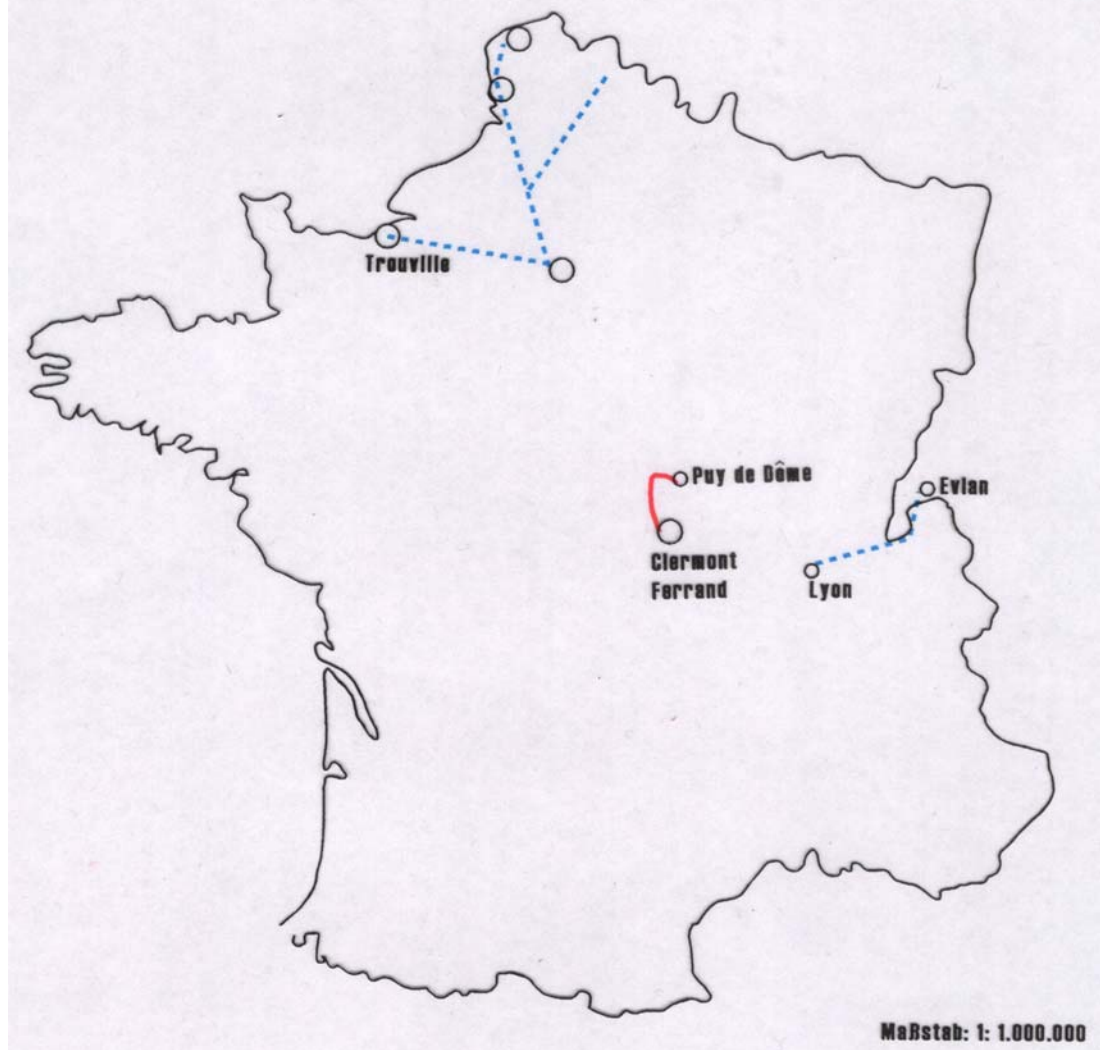 Trouville
Puy de Dôme
Evian
Clermont
Ferrand
Lyon
Maßstab: 1: 1.000.000